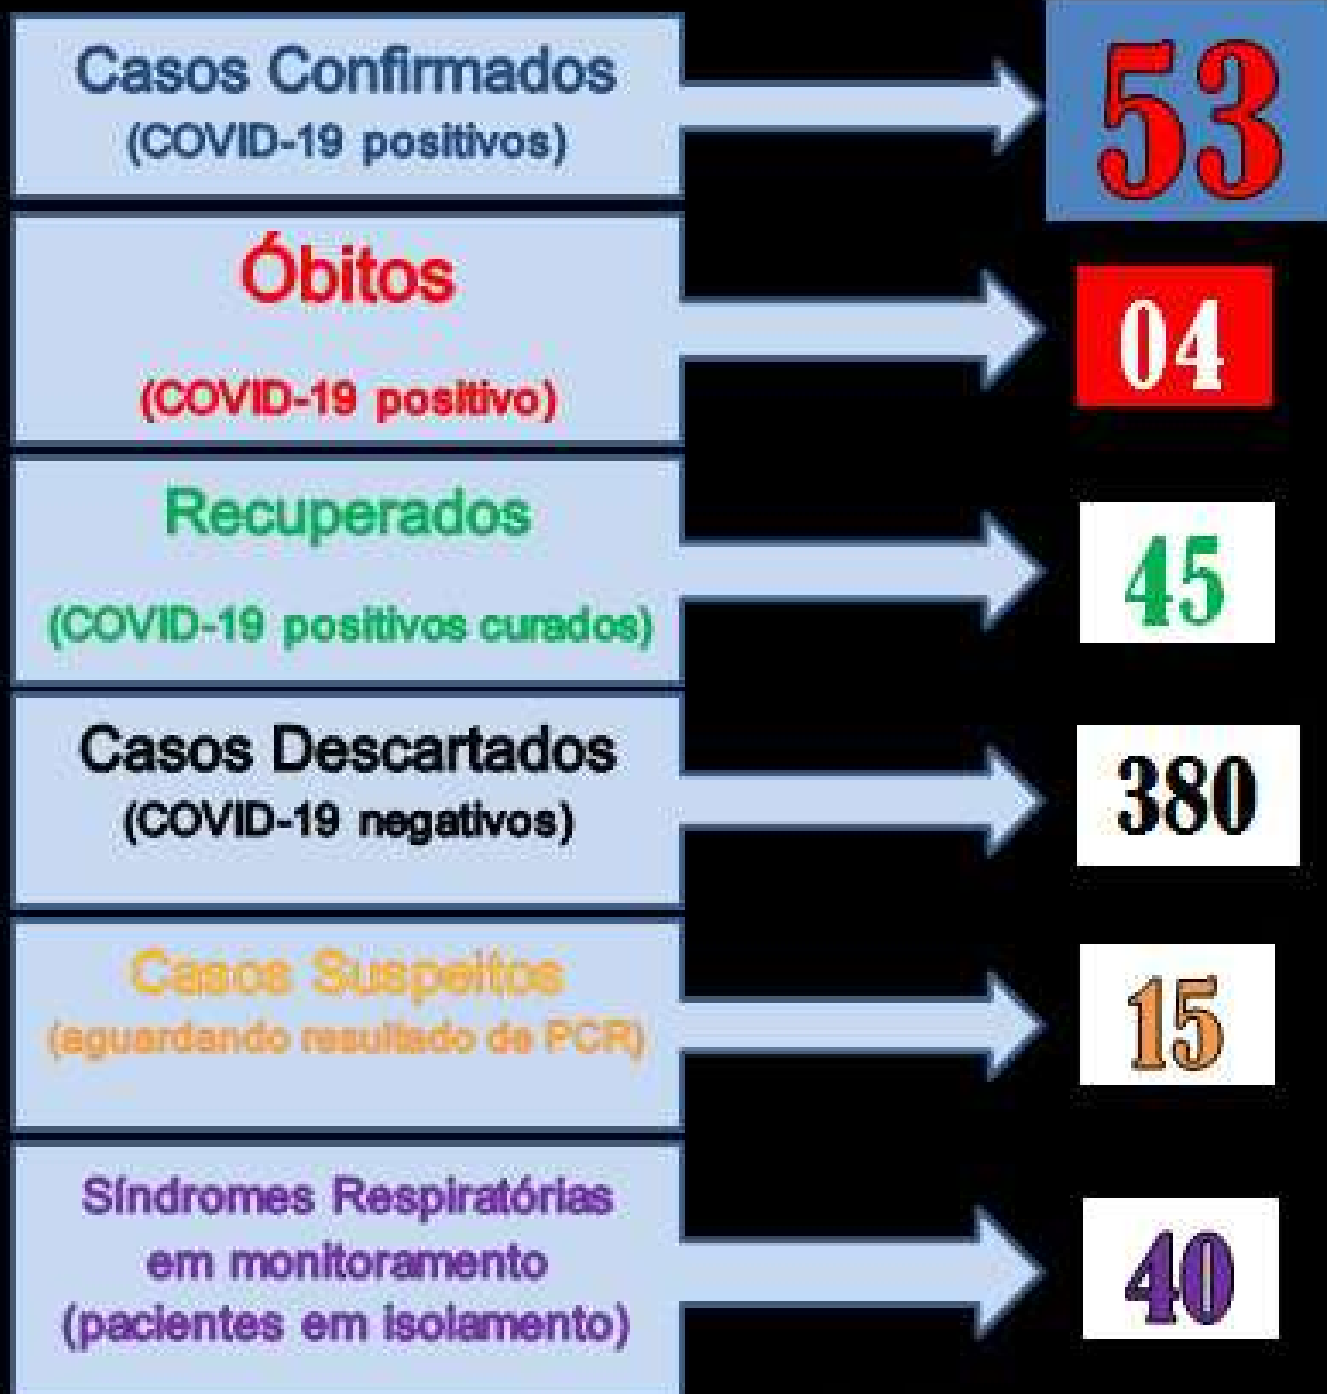 Casos Confirmados
(COVID-19 positivos)
53
Óbitos
(COVID-19 positivo)
04
Recuperados
(COVID-19 positivos curados)
45
Casos Descartados
(COVID-19 negativos)
380
Casos Suspeitos
(aguardando resultado de PCR)
15
Síndromes Respiratórias
em monitoramento
(pacientes em isolamento)
40